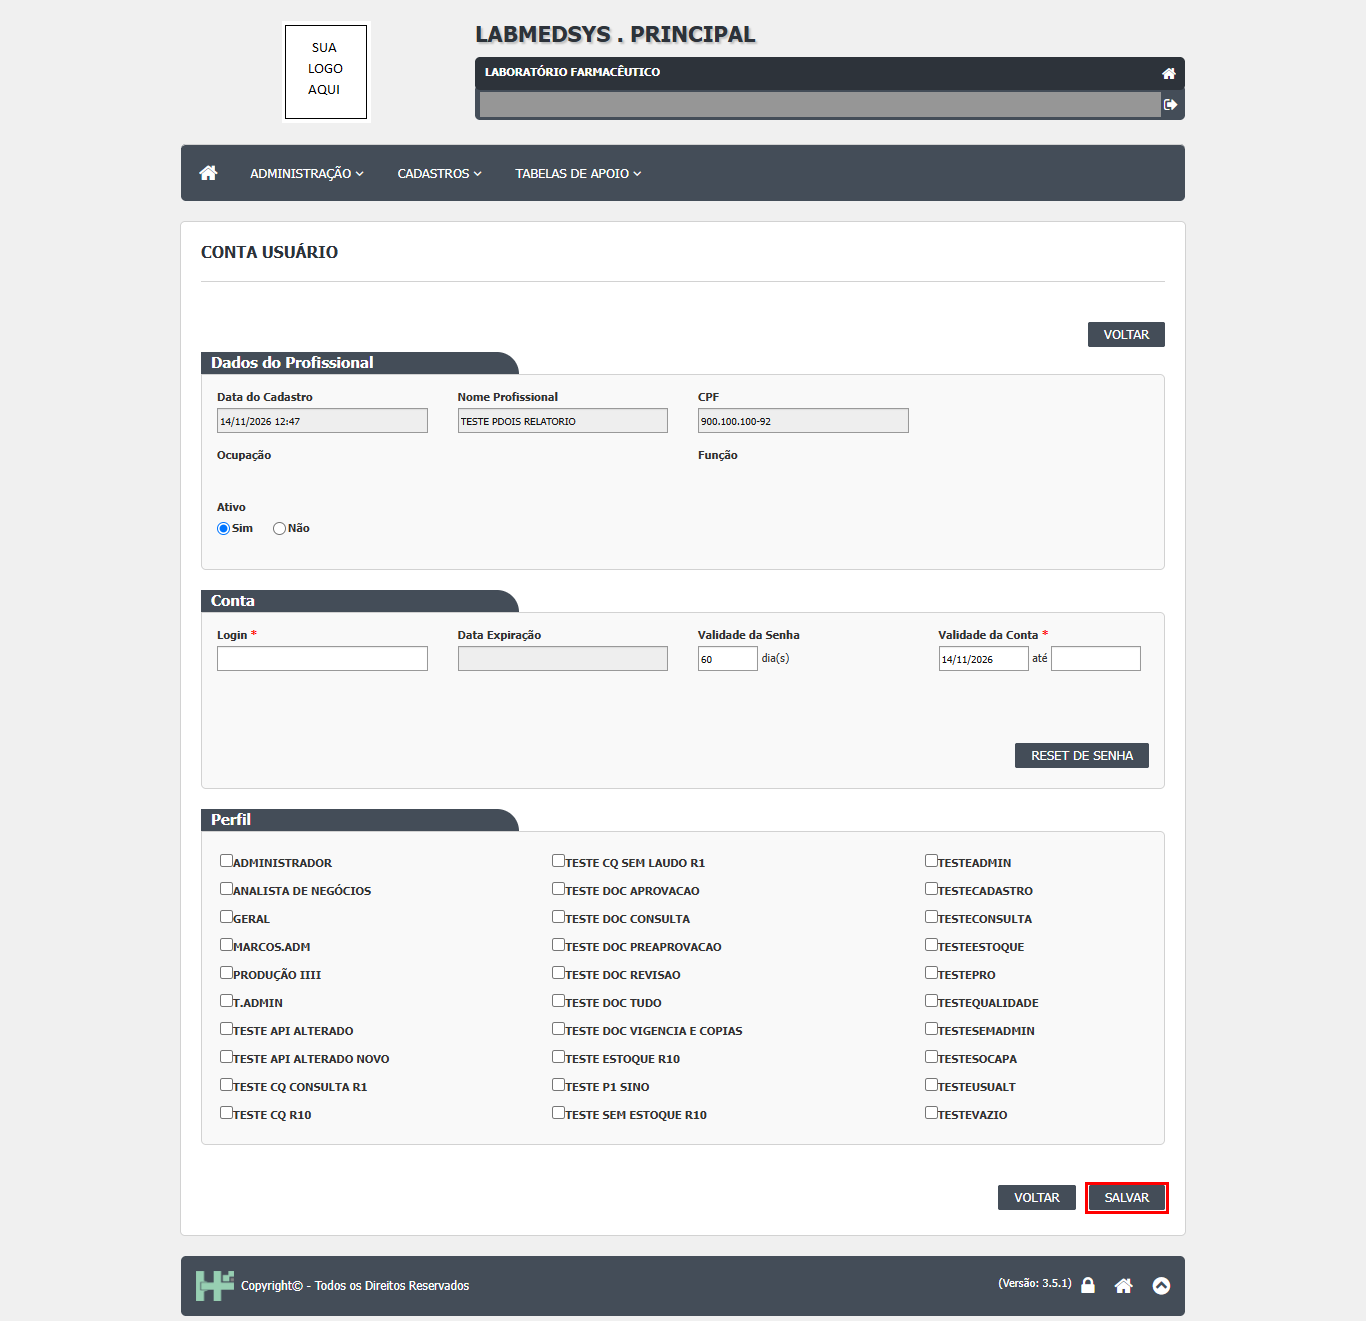 SUA
LOGO
AQUI
LABMEDSYS . PRINCIPAL
LABORATÓRIO FARMACÊUTICO
ADMINISTRAÇÃO CADASTROS TABELAS DE APOIO
CONTA USUÁRIO
VOLTAR
Dados do Profissional
Data do Cadastro Nome Profissional CPF
14/11/2026 12:47 TESTE PDOIS RELATORIO 900.100.100-92
Ocupação Função
Ativo
Sim Não
Conta
Login * Data Expiração Validade da Senha Validade da Conta *
60 dia(s) 14/11/2026 até
RESET DE SENHA
Perfil
ADMINISTRADOR TESTE CQ SEM LAUDO R1 TESTEADMIN
ANALISTA DE NEGÓCIOS TESTE DOC APROVACAO TESTECADASTRO
GERAL TESTE DOC CONSULTA TESTECONSULTA
MARCOS.ADM TESTE DOC PREAPROVACAO TESTEESTOQUE
PRODUÇÃO IIII TESTE DOC REVISAO TESTEPRO
T.ADMIN TESTE DOC TUDO TESTEQUALIDADE
TESTE API ALTERADO TESTE DOC VIGENCIA E COPIAS TESTESEMADMIN
TESTE API ALTERADO NOVO TESTE ESTOQUE R10 TESTESOCAPA
TESTE CQ CONSULTA R1 TESTE P1 SINO TESTEUSUALT
TESTE CQ R10 TESTE SEM ESTOQUE R10 TESTEVAZIO
VOLTAR SALVAR
Copyright© - Todos os Direitos Reservados (Versão: 3.5.1)